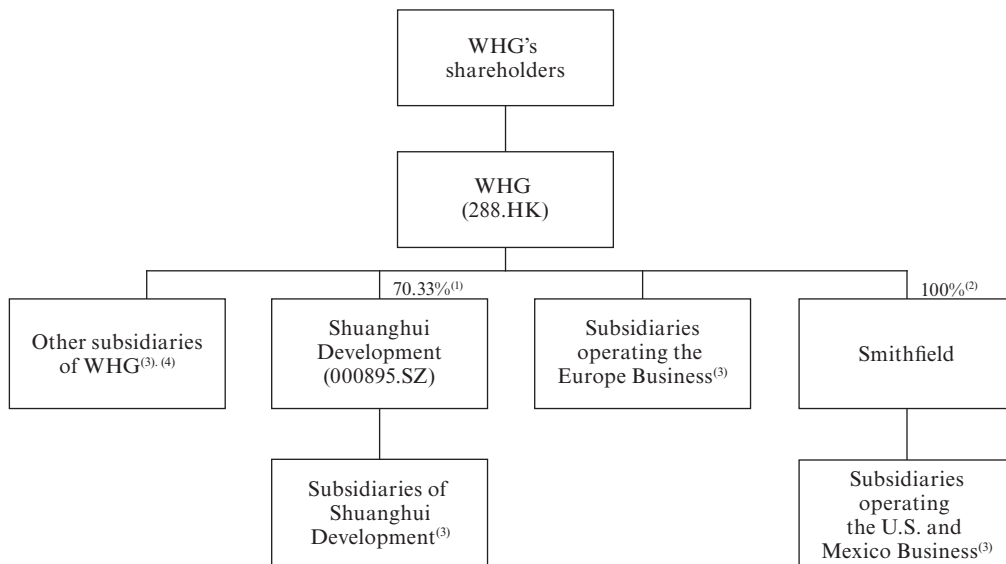 WHG’s
shareholders
WHG
(288.HK)
70.33%(1)
100%(2)
Other subsidiaries
of WHG(3). (4)
Shuanghui
Development
(000895.SZ)
Subsidiaries
operating the
Europe Business(3)
Smithfield
Subsidiaries of
Shuanghui
Development(3)
Subsidiaries
operating
the U.S. and
Mexico Business(3)